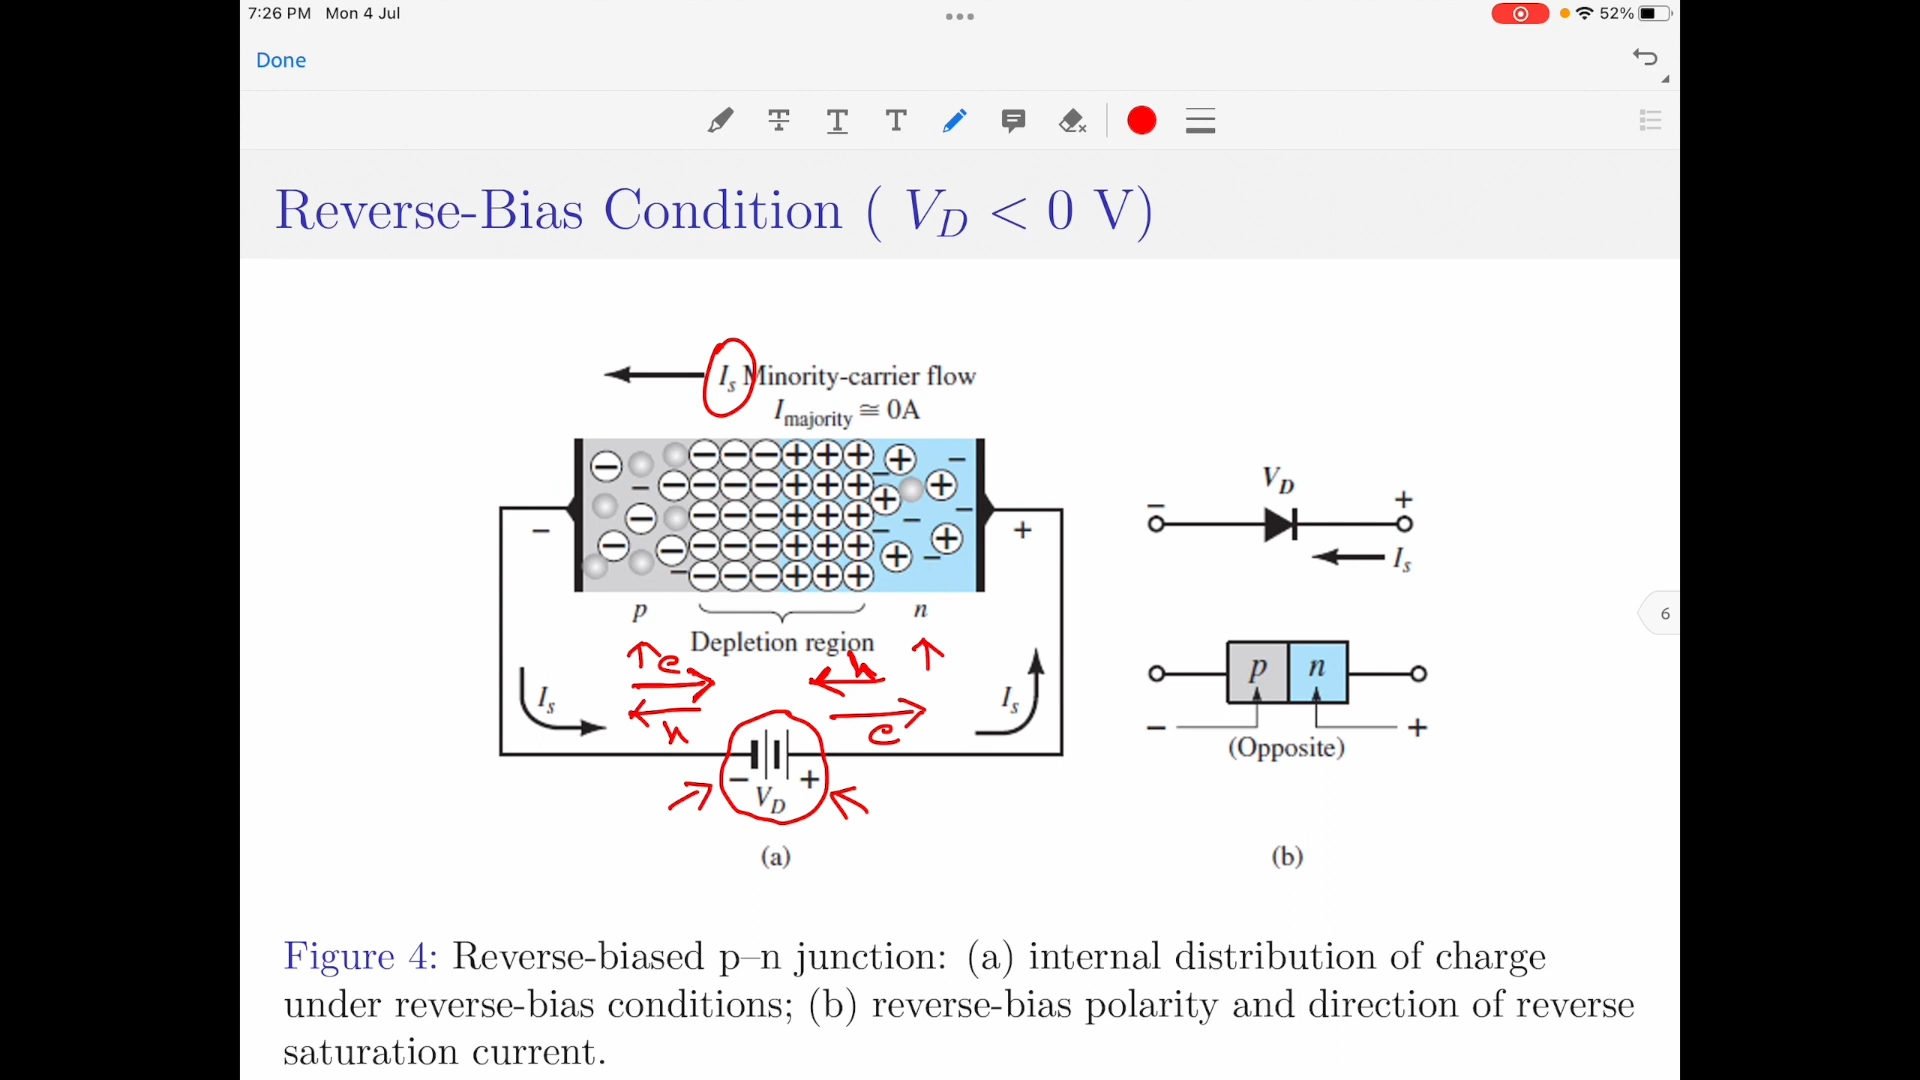 7:26 PM Mon 4 Jul
52%
Done
Reverse-Bias Condition ( V_D < 0 V)
I_s Minority-carrier flow
I_majority ≅ 0A
− +
p n
Depletion region
e h
h e
I_s I_s
− +
V_D
(a)
V_D
− +
I_s
p n
− +
(Opposite)
(b)
6
Figure 4: Reverse-biased p–n junction: (a) internal distribution of charge
under reverse-bias conditions; (b) reverse-bias polarity and direction of reverse
saturation current.